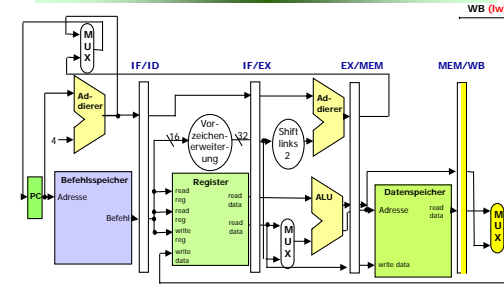 WB (lw
M
U
X
IF/ID
IF/EX
EX/MEM
MEM/WB
Ad-
dierer
4
16
Vor-
zeichen-
erweiter-
ung
32
Shift
links
2
Ad-
dierer
PC
Befehlsspeicher
Adresse
Befehl
Register
read
reg
read
reg
write
reg
write
data
read
data
read
data
M
U
X
ALU
Datenspeicher
Adresse
read
data
write data
M
U
X